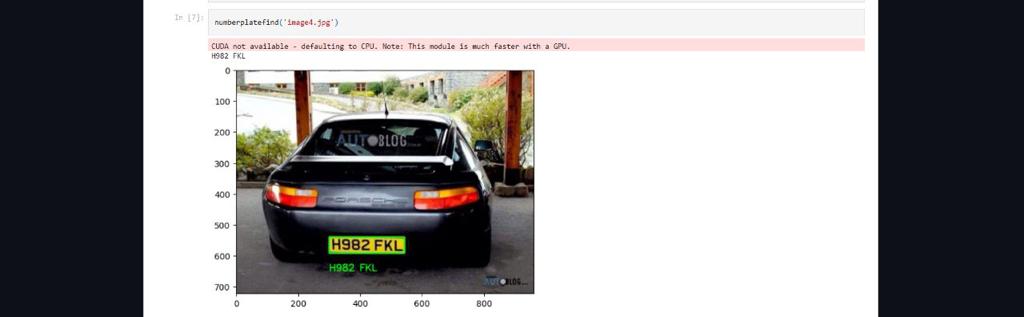 In [7]:
numberplatefind('image4.jpg')
CUDA not available - defaulting to CPU. Note: This module is much faster with a GPU.
H982 FKL
0
100
200
300
400
500
600
700
AUTOBLOG
PORSCHE
H982 FKL
H982 FKL
AUTOBLOG
0 200 400 600 800